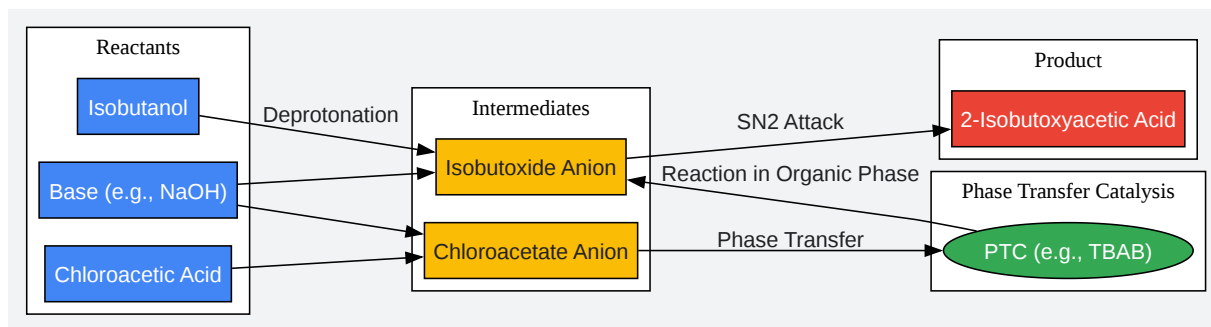 Reactants
Isobutanol
Base (e.g., NaOH)
Chloroacetic Acid
Deprotonation
Intermediates
Isobutoxide Anion
Chloroacetate Anion
SN2 Attack
Reaction in Organic Phase
Phase Transfer
Product
2-Isobutoxyacetic Acid
Phase Transfer Catalysis
PTC (e.g., TBAB)